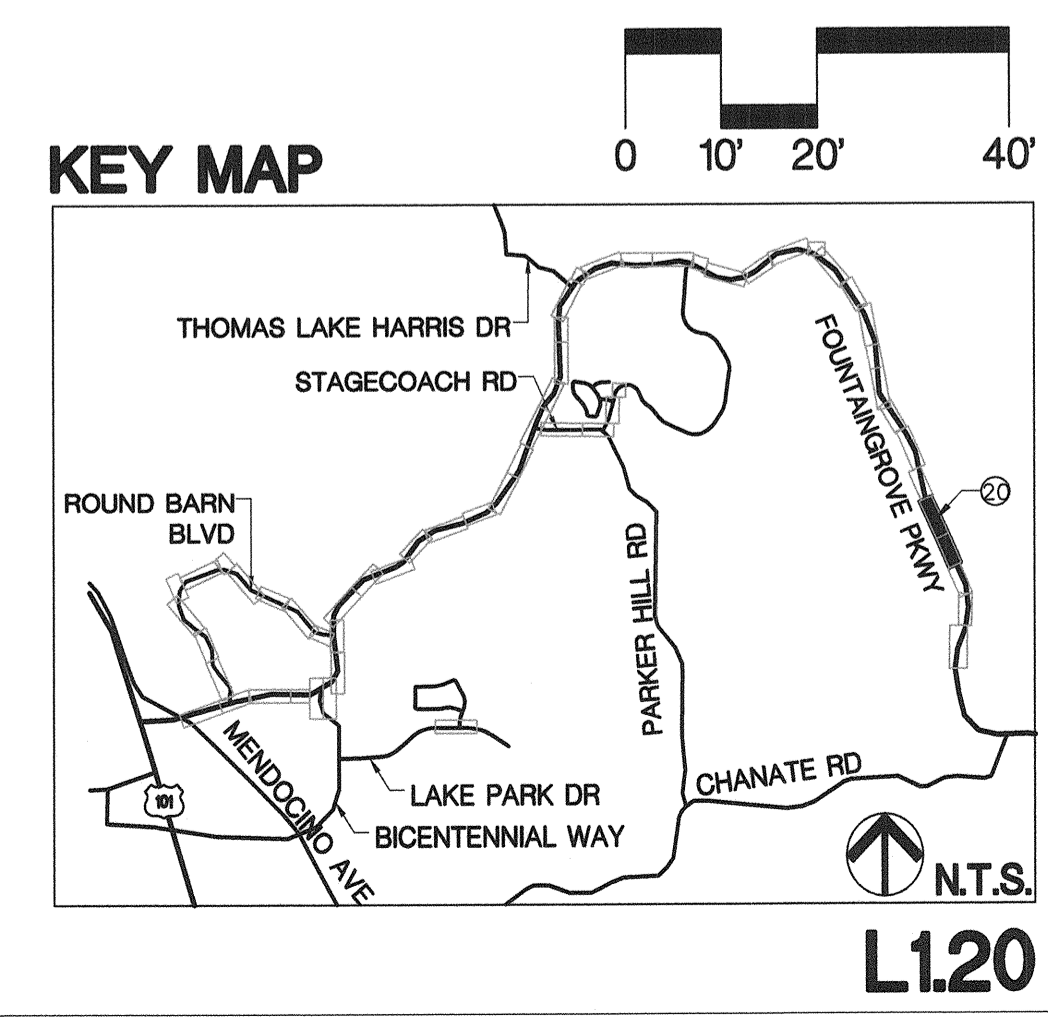 0 10' 20' 40'
KEY MAP
THOMAS LAKE HARRIS DR
STAGECOACH RD
FOUNTAINGROVE PKWY
20
ROUND BARN
BLVD
PARKER HILL RD
MENDOCINO AVE
CHANATE RD
LAKE PARK DR
101
BICENTENNIAL WAY
N.T.S.
L1.20